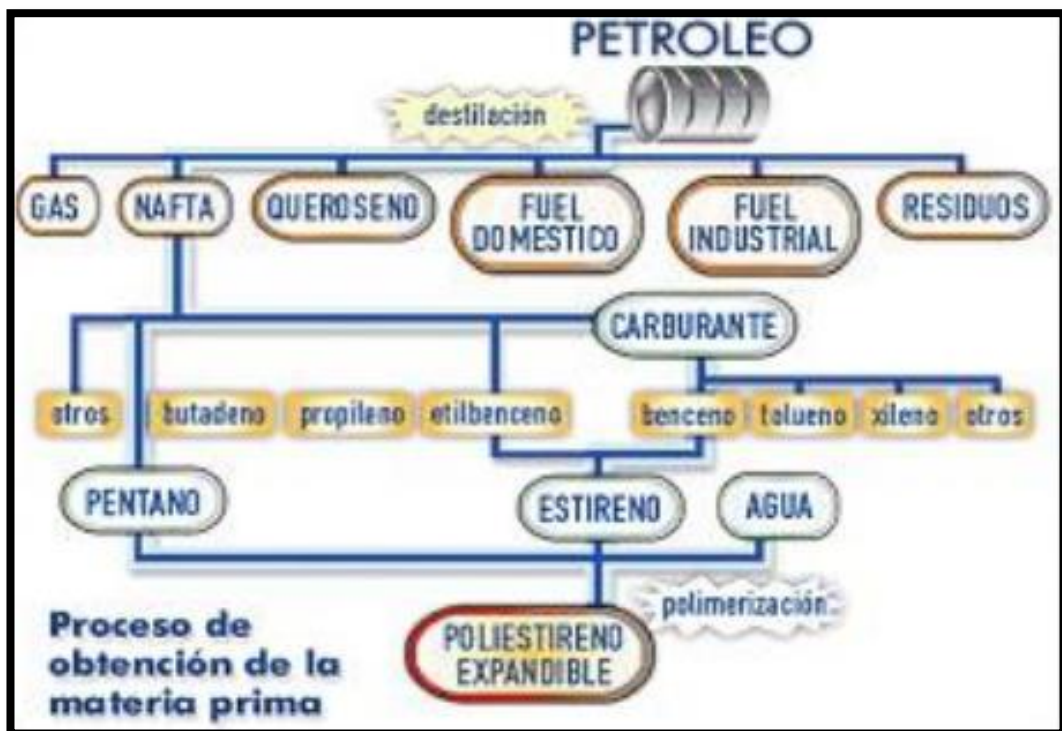 PETROLEO
destilación
GAS
NAFTA
QUEROSENO
FUEL
DOMESTICO
FUEL
INDUSTRIAL
RESIDUOS
CARBURANTE
otros
butadeno
propileno
etilbenceno
benceno
tolueno
xileno
otros
PENTANO
ESTIRENO
AGUA
polimerización
POLIESTIRENO
EXPANDIBLE
Proceso de
obtención de la
materia prima